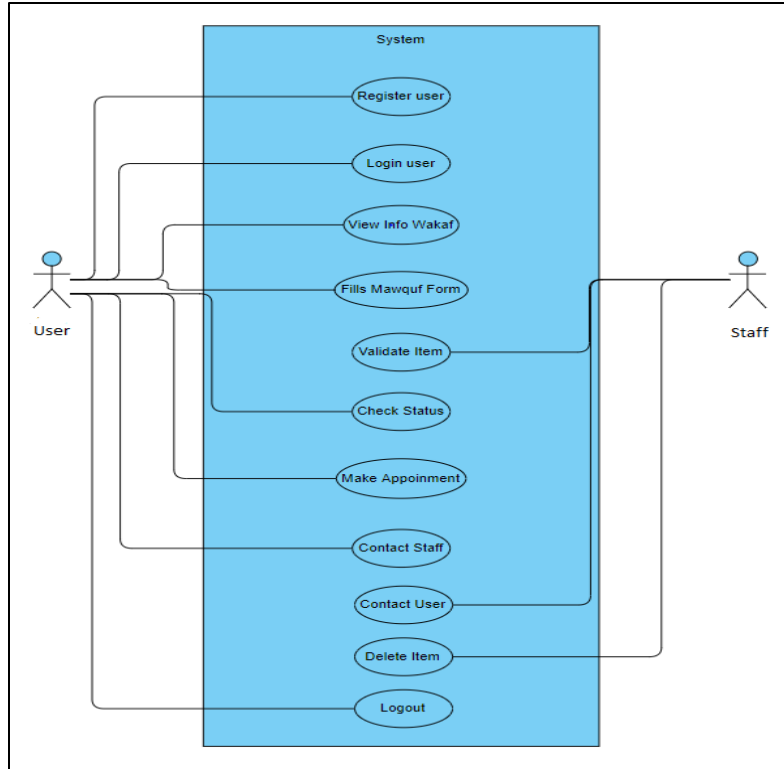 System
Register user
Login user
View Info Wakaf
Fills Mawquf Form
User
Staff
Validate Item
Check Status
Make Appoinment
Contact Staff
Contact User
Delete Item
Logout